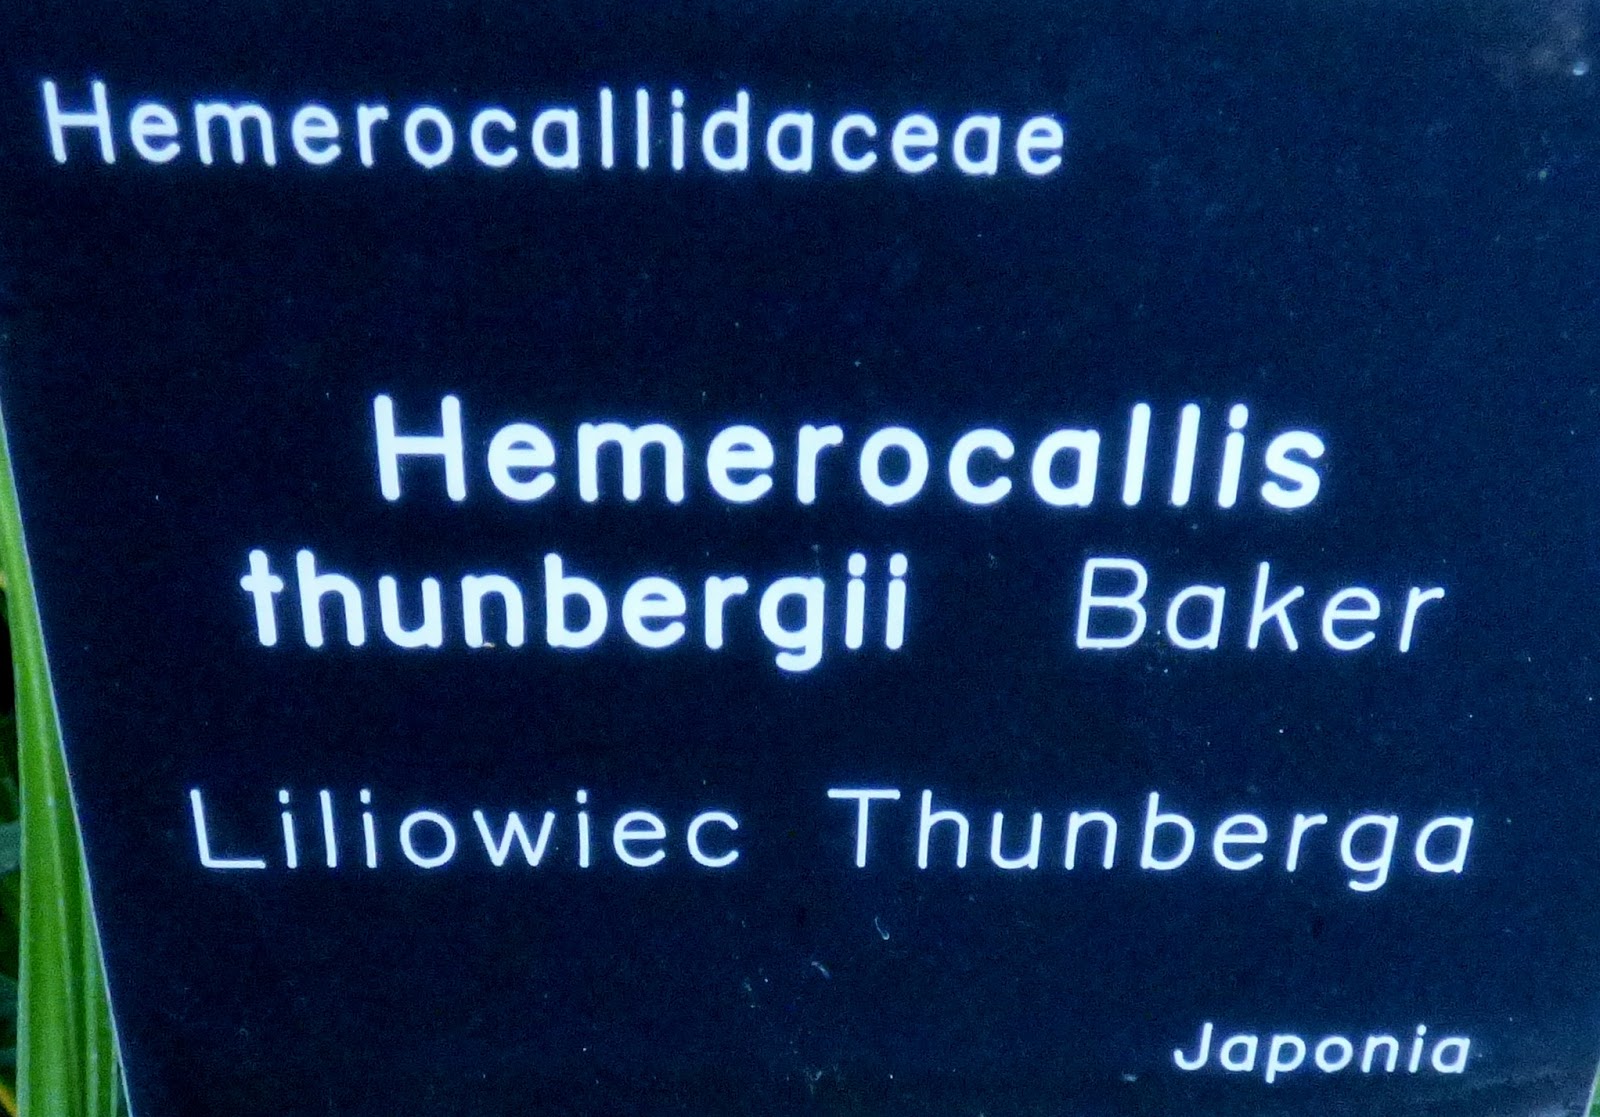 Hemerocallidaceae
Hemerocallis
thunbergii Baker
Liliowiec Thunberga
Japonia